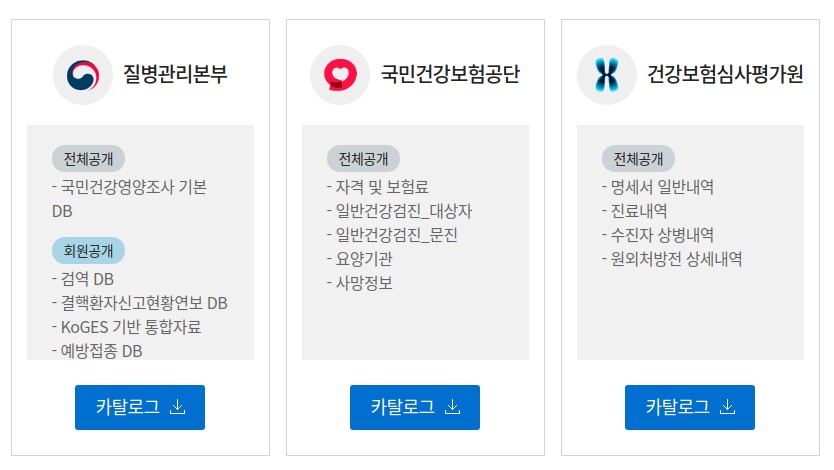 질병관리본부
전체공개
- 국민건강영양조사 기본
DB
회원공개
- 검역 DB
- 결핵환자신고현황연보 DB
- KoGES 기반 통합자료
- 예방접종 DB
카탈로그
국민건강보험공단
전체공개
- 자격 및 보험료
- 일반건강검진_대상자
- 일반건강검진_문진
- 요양기관
- 사망정보
카탈로그
건강보험심사평가원
전체공개
- 명세서 일반내역
- 진료내역
- 수진자 상병내역
- 원외처방전 상세내역
카탈로그